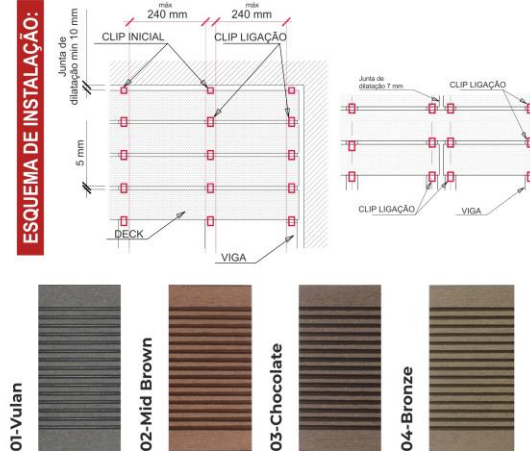 ESQUEMA DE INSTALAÇÃO:
máx
240 mm
máx
240 mm
Junta de
dilatação min 10 mm
CLIP INICIAL
CLIP LIGAÇÃO
5 mm
DECK
VIGA
Junta de
dilatação 7 mm
CLIP LIGAÇÃO
CLIP LIGAÇÃO
VIGA
01-Vulan
02-Mid Brown
03-Chocolate
04-Bronze